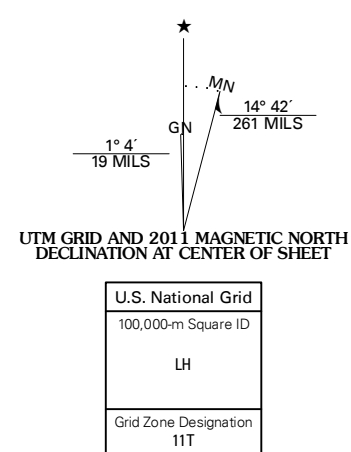 ★
MN
14° 42´
261 MILS
GN
1° 4´
19 MILS
UTM GRID AND 2011 MAGNETIC NORTH
DECLINATION AT CENTER OF SHEET
U.S. National Grid
100,000-m Square ID
LH
Grid Zone Designation
11T